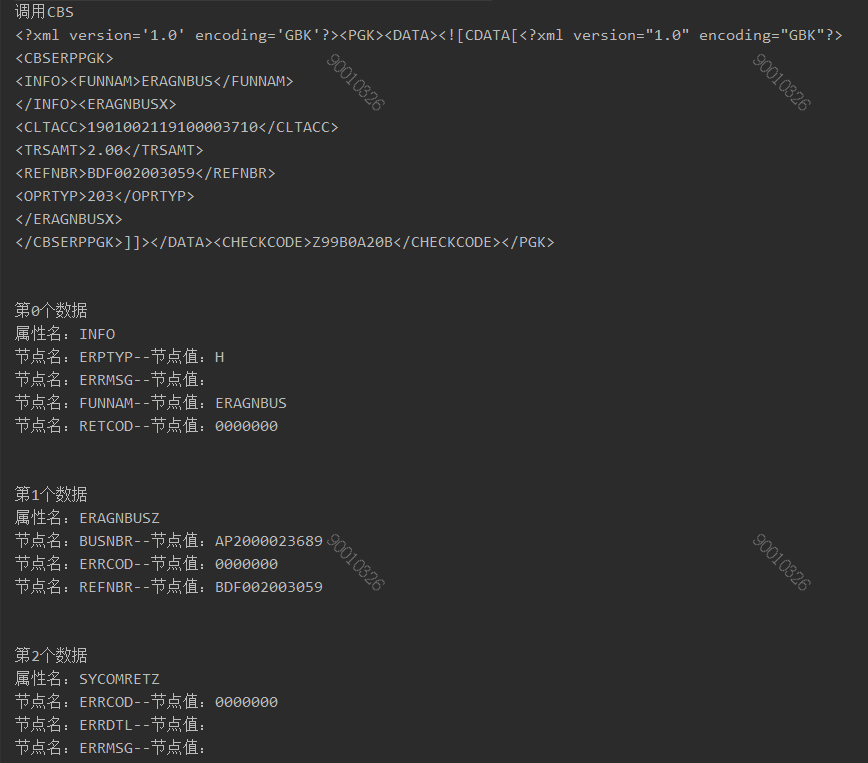 调用CBS
<?xml version='1.0' encoding='GBK'?><PGK><DATA><![CDATA[<?xml version="1.0" encoding="GBK"?>
<CBSERPPGK>
<INFO><FUNNAM>ERAGNBUS</FUNNAM>
</INFO><ERAGNBUSX>
<CLTACC>1901002119100003710</CLTACC>
<TRSAMT>2.00</TRSAMT>
<REFNBR>BDF002003059</REFNBR>
<OPRTYP>203</OPRTYP>
</ERAGNBUSX>
</CBSERPPGK>]]></DATA><CHECKCODE>Z99B0A20B</CHECKCODE></PGK>
90010326
90010326
第0个数据
属性名：INFO
节点名：ERPTYP--节点值：H
节点名：ERRMSG--节点值：
节点名：FUNNAM--节点值：ERAGNBUS
节点名：RETCOD--节点值：0000000
第1个数据
属性名：ERAGNBUSZ
节点名：BUSNBR--节点值：AP2000023689
节点名：ERRCOD--节点值：0000000
节点名：REFNBR--节点值：BDF002003059
90010326
90010326
第2个数据
属性名：SYCOMRETZ
节点名：ERRCOD--节点值：0000000
节点名：ERRDTL--节点值：
节点名：ERRMSG--节点值：